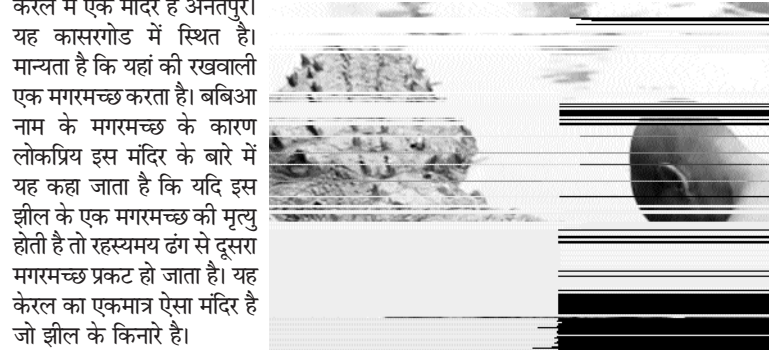 केरल में एक मंदिर है अनंतपुर।
यह कासरगोड में स्थित है।
मान्यता है कि यहां की रखवाली
एक मगरमच्छ करता है। बबिआ
नाम के मगरमच्छ के कारण
लोकप्रिय इस मंदिर के बारे में
यह कहा जाता है कि यदि इस
झील के एक मगरमच्छ की मृत्यु
होती है तो रहस्यमय ढंग से दूसरा
मगरमच्छ प्रकट हो जाता है। यह
केरल का एकमात्र ऐसा मंदिर है
जो झील के किनारे है।